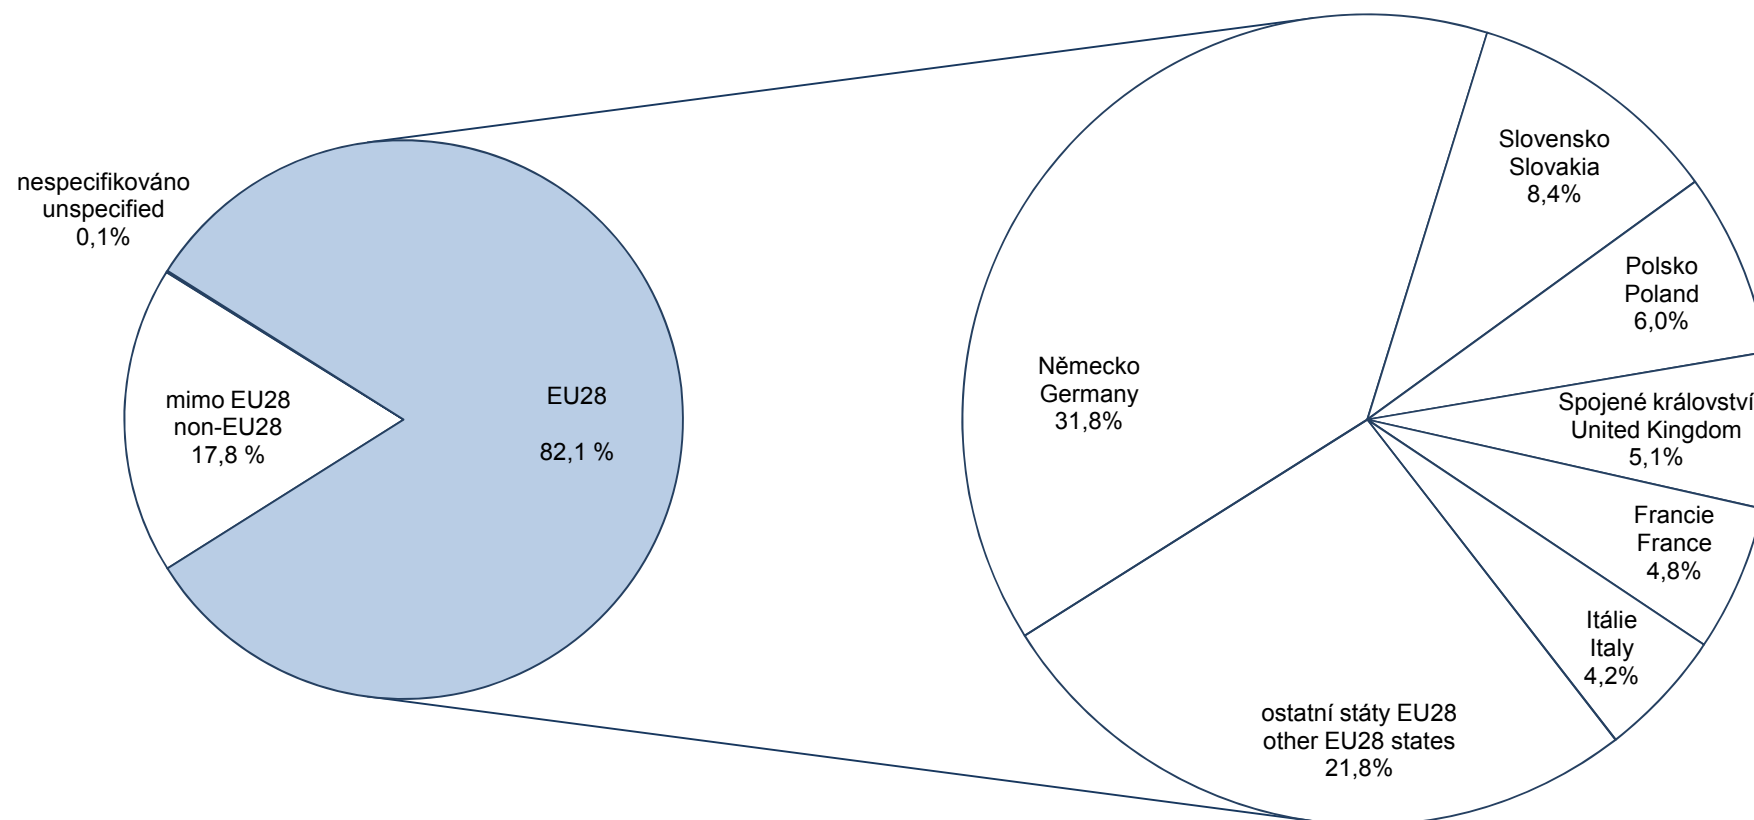 nespecifikováno
unspecified
0,1%
mimo EU28
non-EU28
17,8 %
EU28
82,1 %
Německo
Germany
31,8%
Slovensko
Slovakia
8,4%
Polsko
Poland
6,0%
Spojené království
United Kingdom
5,1%
Francie
France
4,8%
Itálie
Italy
4,2%
ostatní státy EU28
other EU28 states
21,8%